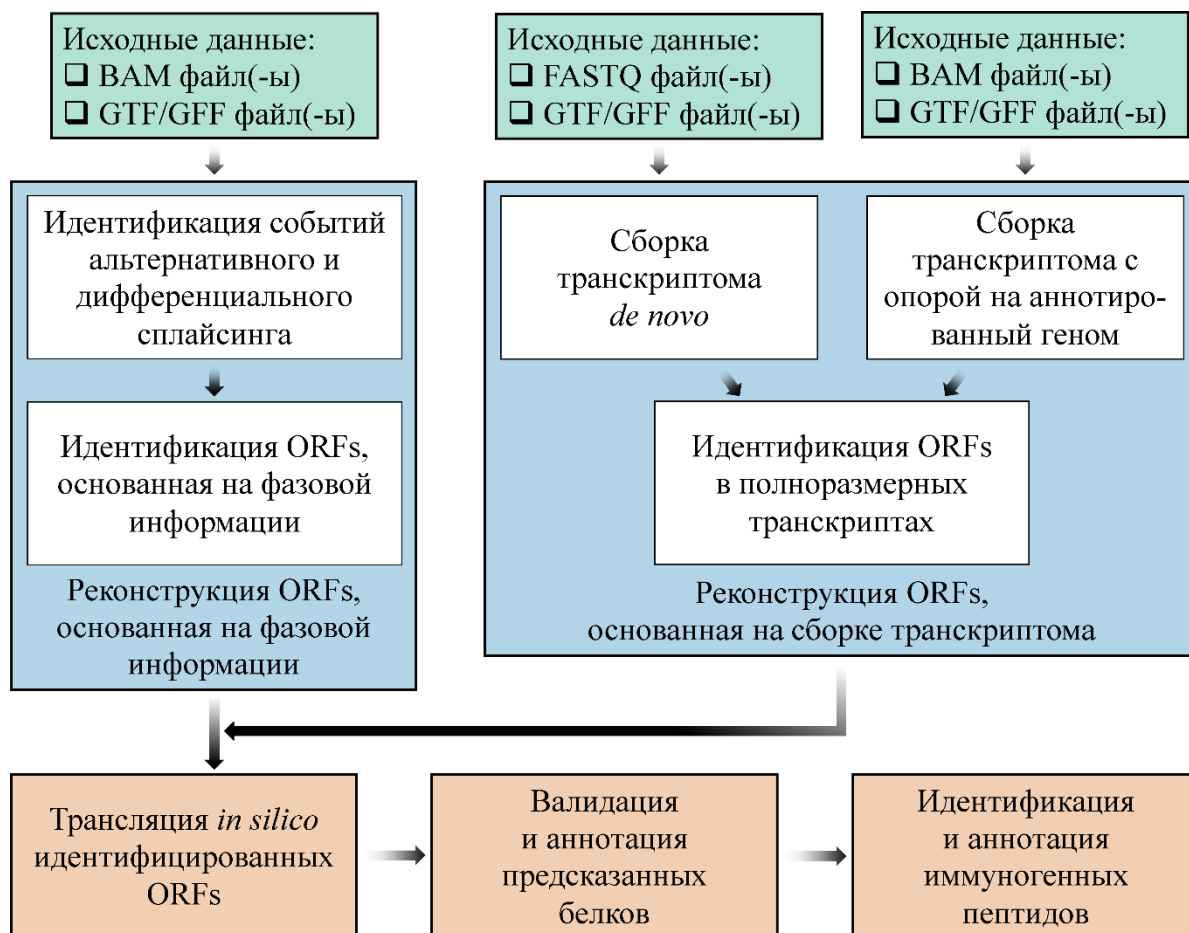 Исходные данные:
❑ BAM файл(-ы)
❑ GTF/GFF файл(-ы)
Исходные данные:
❑ FASTQ файл(-ы)
❑ GTF/GFF файл(-ы)
Исходные данные:
❑ BAM файл(-ы)
❑ GTF/GFF файл(-ы)
Идентификация событий
альтернативного и
дифференциального
сплайсинга
Идентификация ORFs,
основанная на фазовой
информации
Реконструкция ORFs,
основанная на фазовой
информации
Сборка
транскриптома
de novo
Сборка
транскриптома с
опорой на аннотиро-
ванный геном
Идентификация ORFs
в полноразмерных
транскриптах
Реконструкция ORFs,
основанная на сборке транскриптома
Трансляция in silico
идентифицированных
ORFs
Валидация
и аннотация
предсказанных
белков
Идентификация
и аннотация
иммуногенных
пептидов